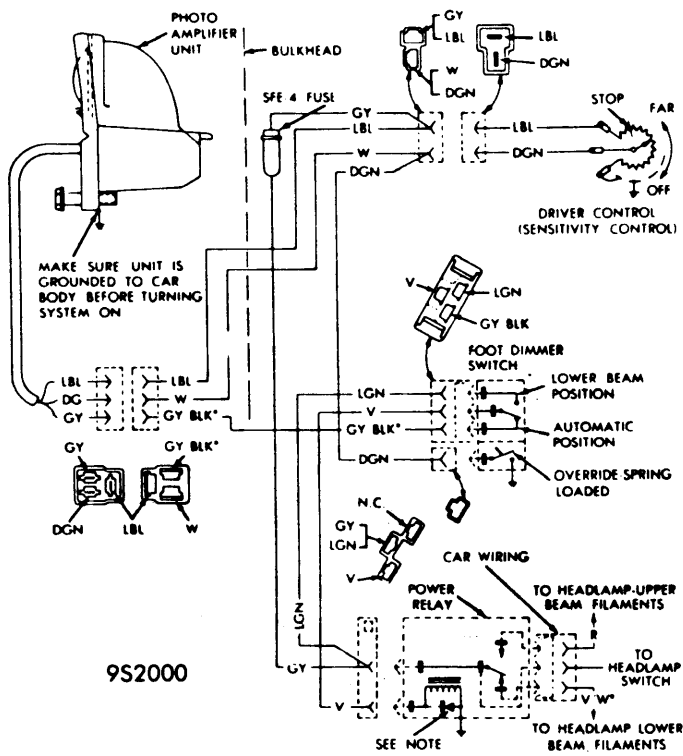 PHOTO
AMPLIFIER
UNIT
BULKHEAD
SFE 4 FUSE
GY
LBL
W
DGN
LBL
DGN
GY
LBL
W
DGN
LBL
DGN
STOP
FAR
OFF
DRIVER CONTROL
(SENSITIVITY CONTROL)
MAKE SURE UNIT IS
GROUNDED TO CAR
BODY BEFORE TURNING
SYSTEM ON
V
LGN
GY BLK
FOOT DIMMER
SWITCH
LBL
DG
GY
LBL
W
GY BLK*
LGN
V
GY BLK*
DGN
LOWER BEAM
POSITION
AUTOMATIC
POSITION
OVERRIDE-SPRING
LOADED
GY
GY BLK*
DGN
LBL
W
N.C.
GY
LGN
V
CAR WIRING
POWER
RELAY
TO HEADLAMP-UPPER
BEAM FILAMENTS
R
LGN
GY
V
TO
HEADLAMP
SWITCH
V W*
SEE NOTE
TO HEADLAMP LOWER
BEAM FILAMENTS
9S2000